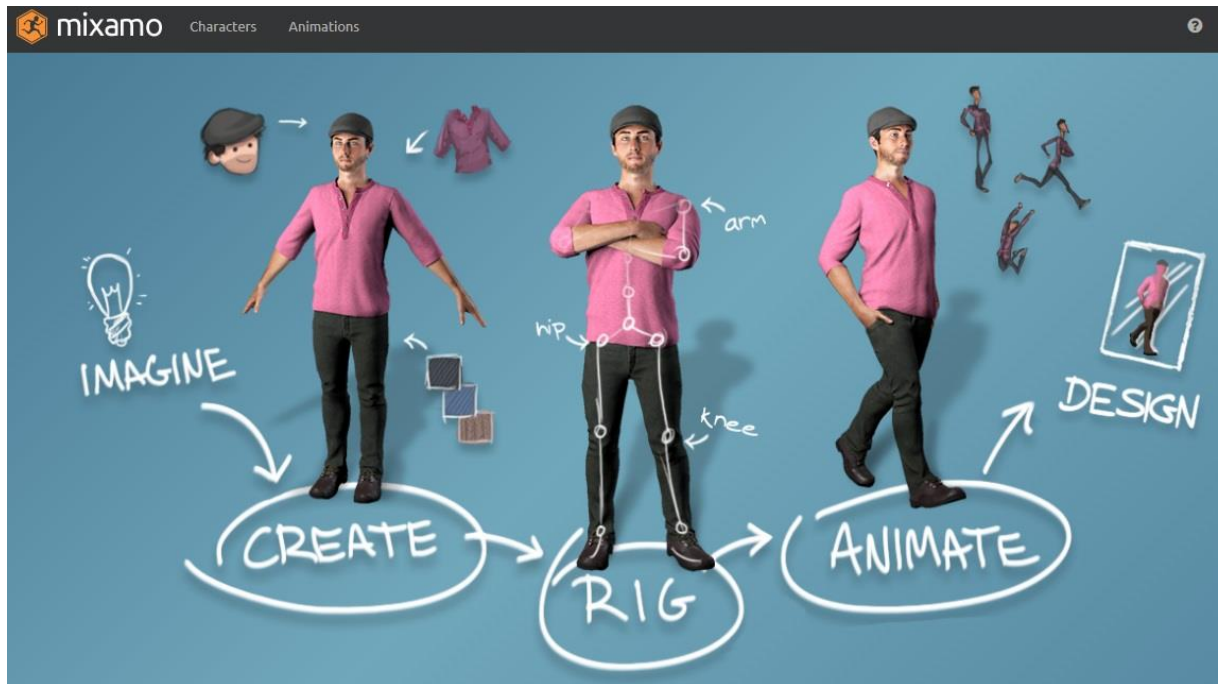 mixamo
Characters
Animations
?
IMAGINE
CREATE
arm
hip
knee
RIG
ANIMATE
DESIGN